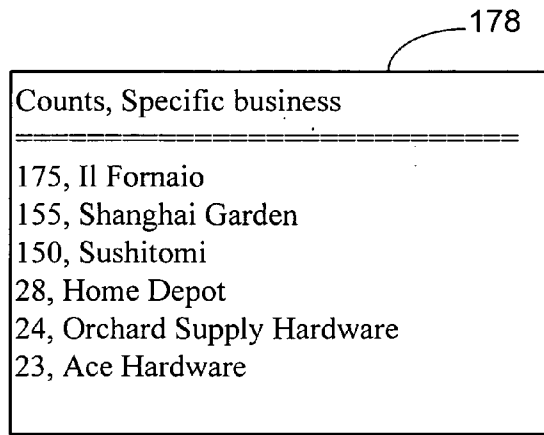 178
Counts, Specific business
==================================
175, Il Fornaio
155, Shanghai Garden
150, Sushitomi
28, Home Depot
24, Orchard Supply Hardware
23, Ace Hardware